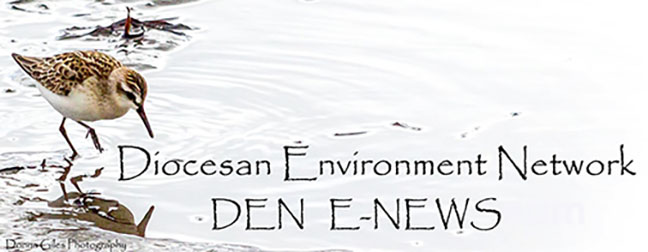 Diocesan Environment Network
DEN E-NEWS
Donna Giles Photography